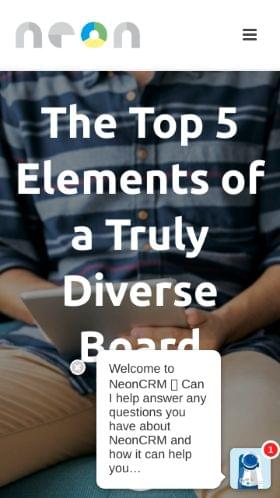 neon
The Top 5
Elements of
a Truly
Diverse
Board
Welcome to
NeonCRM ▯ Can
I help answer any
questions you
have about
NeonCRM and
how it can help
you…
1